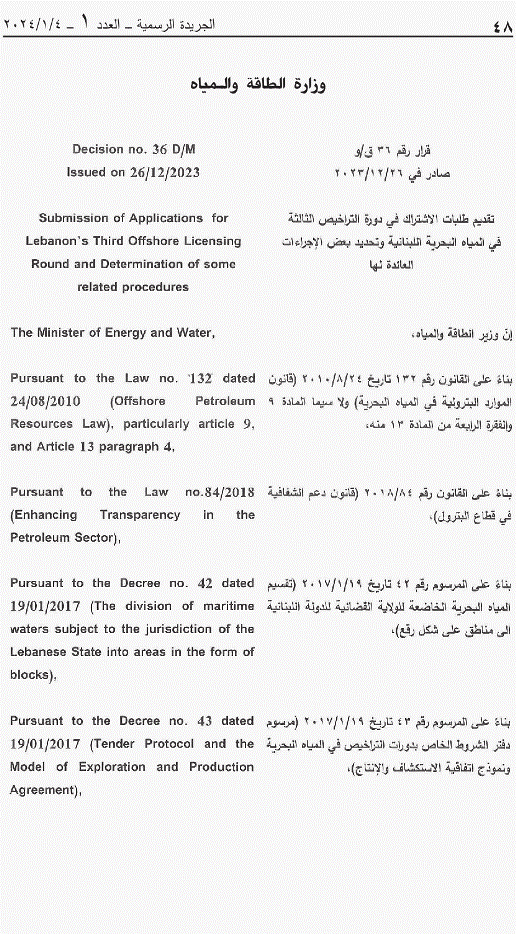 ٤٨
الجريدة الرسمية ــ العدد ١ ــ ٢٠٢٤/١/٤
وزارة الطاقة والـمياه
Decision no. 36 D/M
Issued on 26/12/2023
Submission of Applications for
Lebanon's Third Offshore Licensing
Round and Determination of some
related procedures
The Minister of Energy and Water,
Pursuant to the Law no. 132 dated
24/08/2010 (Offshore Petroleum
Resources Law), particularly article 9,
and Article 13 paragraph 4,
Pursuant to the Law no.84/2018
(Enhancing Transparency in the
Petroleum Sector),
Pursuant to the Decree no. 42 dated
19/01/2017 (The division of maritime
waters subject to the jurisdiction of the
Lebanese State into areas in the form of
blocks),
Pursuant to the Decree no. 43 dated
19/01/2017 (Tender Protocol and the
Model of Exploration and Production
Agreement),
قرار رقم ٣٦ ق/و
صادر في ٢٠٢٣/١٢/٢٦
تقديم طلبات الاشتراك في دورة التراخيص الثالثة
في المياه البحرية اللبنانية وتحديد بعض الإجراءات
العائدة لها
إنّ وزير الطاقة والمياه،
بناءً على القانون رقم ١٣٢ تاريخ ٢٠١٠/٨/٢٤ (قانون
الموارد البترولية في المياه البحرية) ولا سيما المادة ٩
والفقرة الرابعة من المادة ١٣ منه،
بناءً على القانون رقم ٢٠١٨/٨٤ (قانون دعم الشفافية
في قطاع البترول)،
بناءً على المرسوم رقم ٤٢ تاريخ ٢٠١٧/١/١٩ (تقسيم
المياه البحرية الخاضعة للولاية القضائية للدولة اللبنانية
الى مناطق على شكل رقع)،
بناءً على المرسوم رقم ٤٣ تاريخ ٢٠١٧/١/١٩ (مرسوم
دفتر الشروط الخاص بدورات التراخيص في المياه البحرية
ونموذج اتفاقية الاستكشاف والإنتاج)،